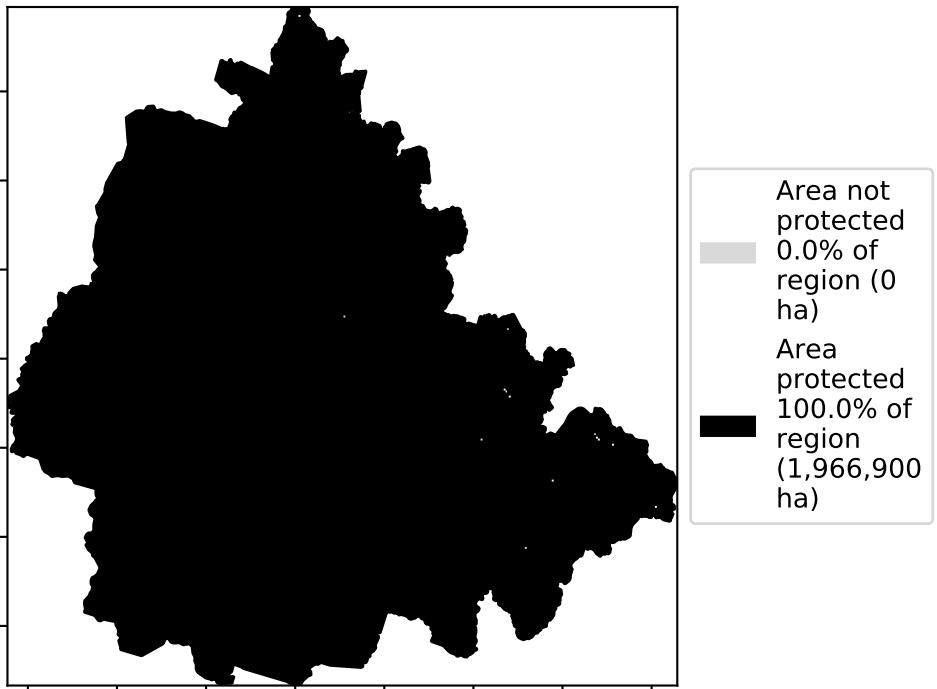 Area not
protected
0.0% of
region (0
ha)
Area
protected
100.0% of
region
(1,966,900
ha)